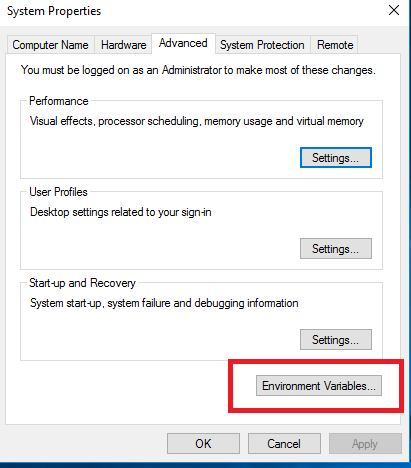 System Properties
Computer Name Hardware Advanced System Protection Remote
You must be logged on as an Administrator to make most of these changes.
Performance
Visual effects, processor scheduling, memory usage and virtual memory
Settings...
User Profiles
Desktop settings related to your sign-in
Settings...
Start-up and Recovery
System start-up, system failure and debugging information
Settings...
Environment Variables...
OK Cancel Apply